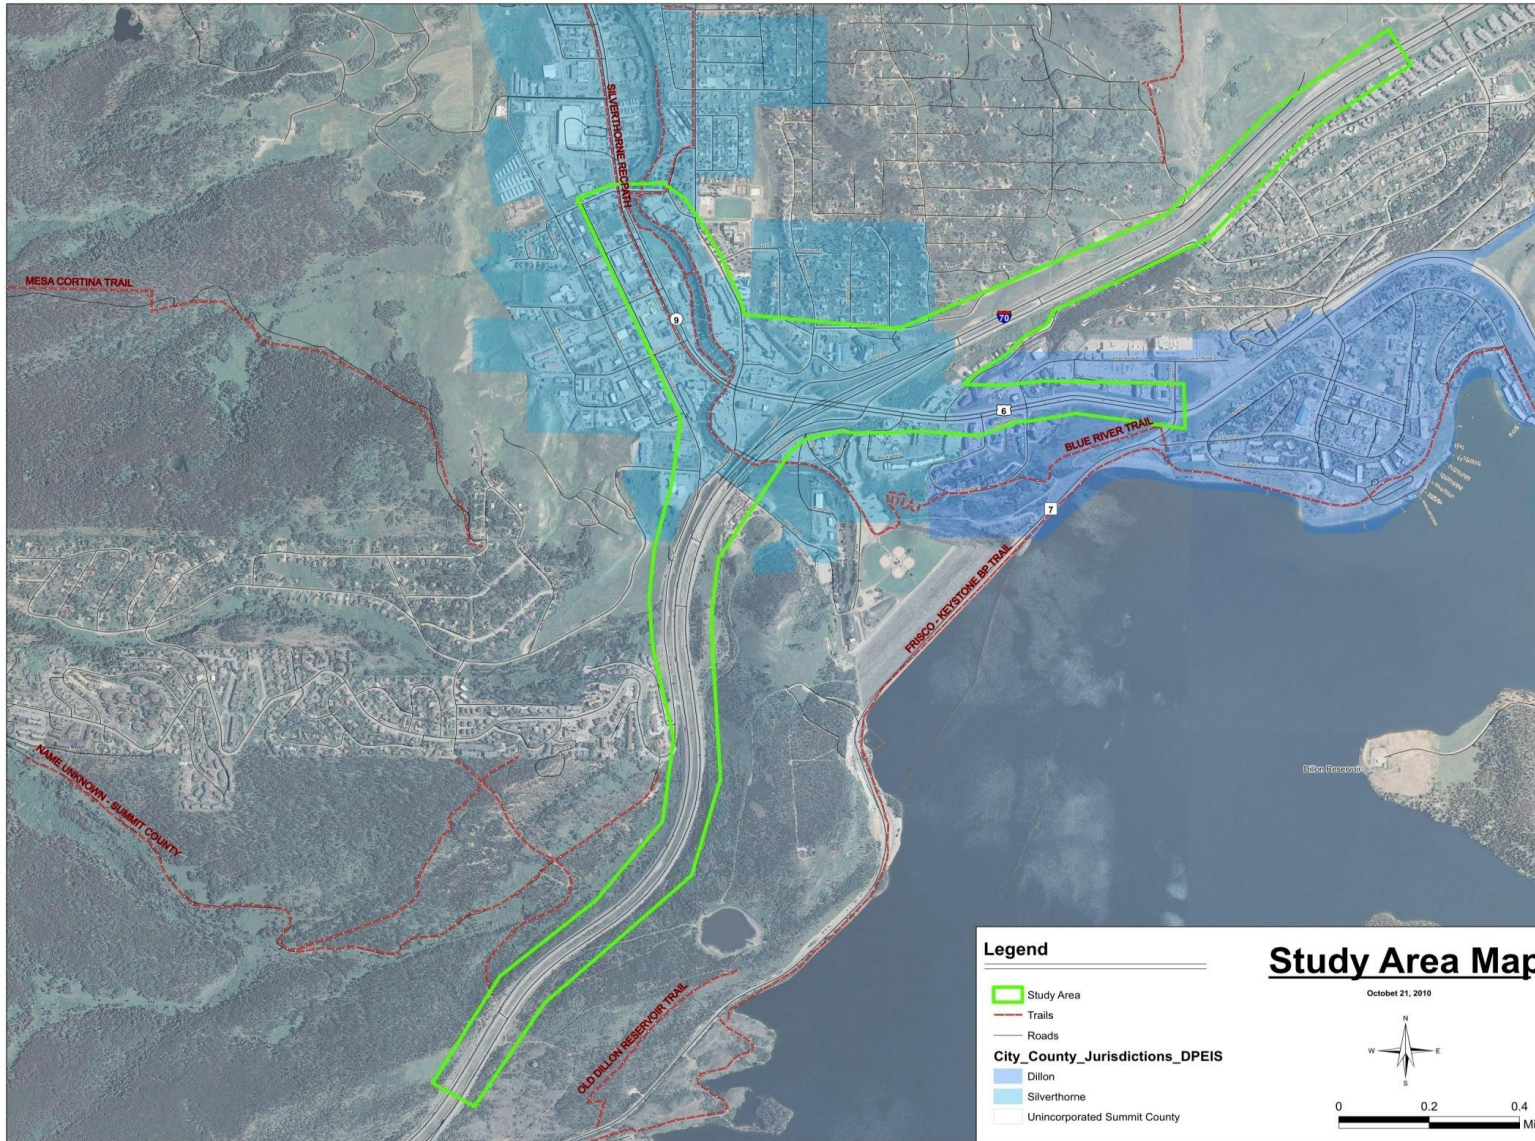 SILVERTHORNE RECPATH
MESA CORTINA TRAIL
9
70
6
BLUE RIVER TRAIL
7
FRISCO - KEYSTONE BP TRAIL
Dillon Reservoir
NAME UNKNOWN - SUMMIT COUNTY
OLD DILLON RESERVOIR TRAIL
Legend
Study Area
Trails
Roads
City_County_Jurisdictions_DPEIS
Dillon
Silverthorne
Unincorporated Summit County
Study Area Map
Octobet 21, 2010
N
W E
S
0 0.2 0.4
Mi